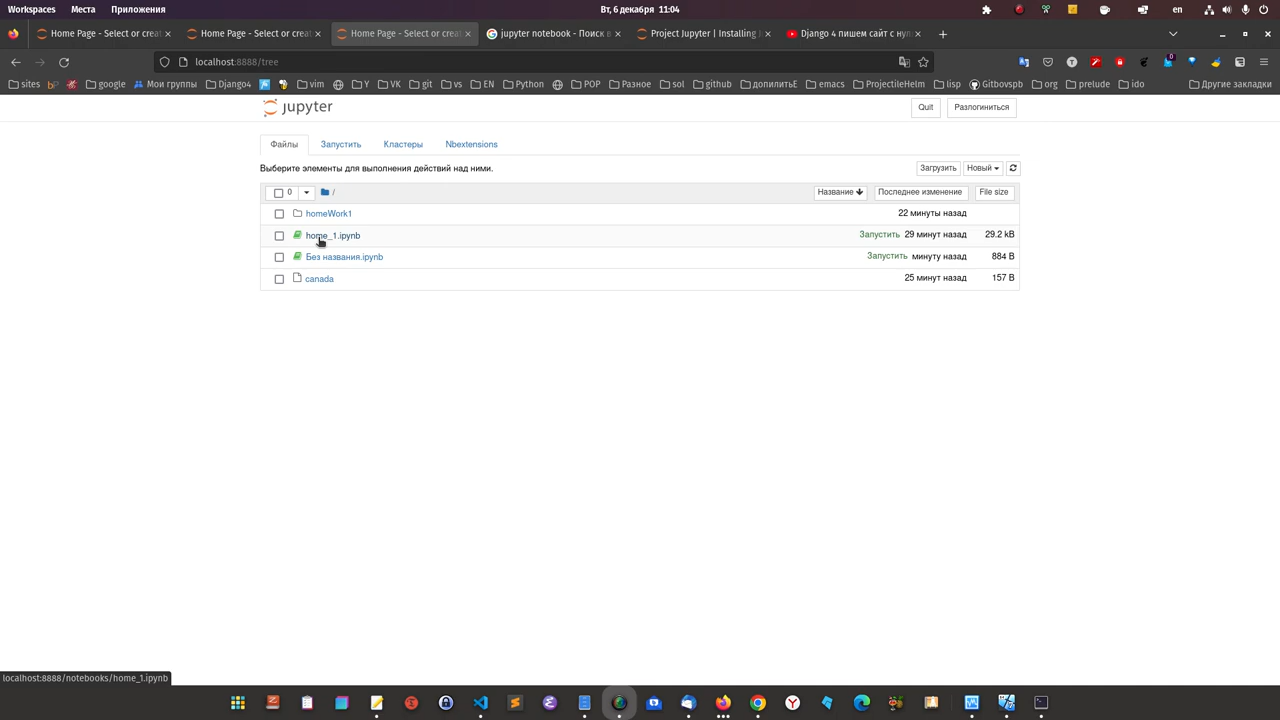 Workspaces Места Приложения Вт, 6 декабря 11:04 en
Home Page - Select or creat × Home Page - Select or creat × Home Page - Select or creat × jupyter notebook - Поиск в × Project Jupyter | Installing J × Django 4 пишем сайт с нул × +
localhost:8888/tree
sites google Мои группы Django4 vim Y VK git vs EN Python POP Разное sol github допилитьЕ emacs ProjectileHelm lisp Gitbovspb org prelude ido Другие закладки
jupyter Quit Разлогиниться
Файлы Запустить Кластеры Nbextensions
Выберите элементы для выполнения действий над ними. Загрузить Новый
0 / Название Последнее изменение File size
homeWork1 22 минуты назад
home_1.ipynb Запустить 29 минут назад 29.2 kB
Без названия.ipynb Запустить минуту назад 884 B
canada 25 минут назад 157 B
localhost:8888/notebooks/home_1.ipynb